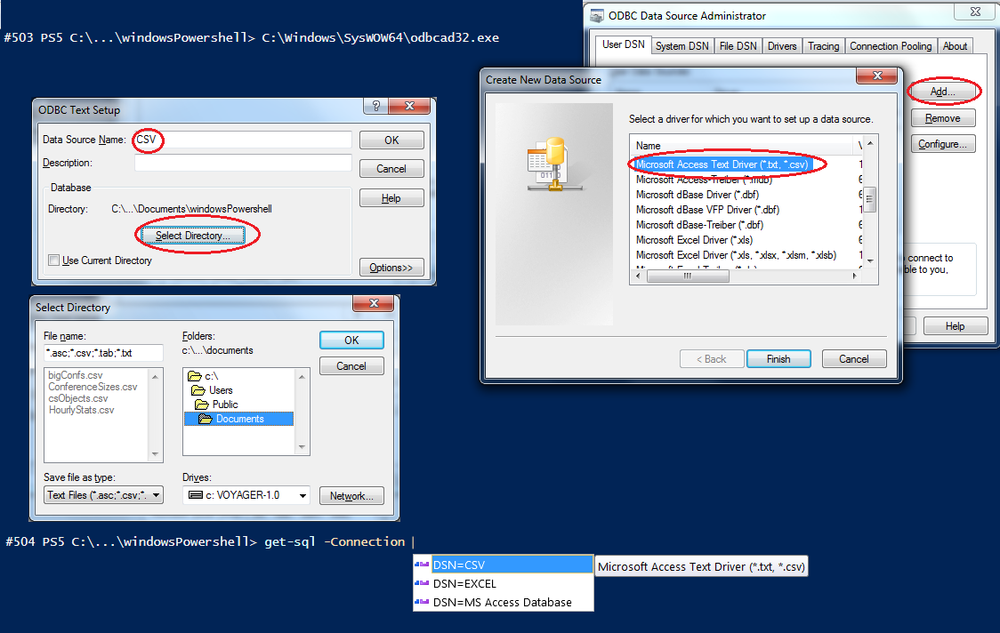 #503 PS5 C:\...\windowsPowershell> C:\Windows\SysWOW64\odbcad32.exe
ODBC Data Source Administrator
User DSN
System DSN
File DSN
Drivers
Tracing
Connection Pooling
About
Add...
Remove
Configure...
connect to
ble to you,
Help
Create New Data Source
Select a driver for which you want to set up a data source.
Name
Microsoft Access Text Driver (*.txt, *.csv)
Microsoft Access-Treiber (*.mdb)
Microsoft dBase Driver (*.dbf)
Microsoft dBase VFP Driver (*.dbf)
Microsoft dBase-Treiber (*.dbf)
Microsoft Excel Driver (*.xls)
Microsoft Excel Driver (*.xls, *.xlsx, *.xlsm, *.xlsb)
Microsoft Excel Treiber (*.xls)
< Back
Finish
Cancel
ODBC Text Setup
Data Source Name: CSV
OK
Description:
Cancel
Database
Help
Directory: C:\...\Documents\windowsPowershell
Select Directory...
Use Current Directory
Options>>
Select Directory
File name:
*.asc;*.csv;*.tab;*.txt
bigConfs.csv
ConferenceSizes.csv
csObjects.csv
HourlyStats.csv
Folders:
c:\...\documents
c:\
Users
Public
Documents
OK
Cancel
Save file as type:
Text Files (*.asc;*.csv;*.
Drives:
c: VOYAGER-1.0
Network...
#504 PS5 C:\...\windowsPowershell> get-sql -Connection
DSN=CSV
DSN=EXCEL
DSN=MS Access Database
Microsoft Access Text Driver (*.txt, *.csv)